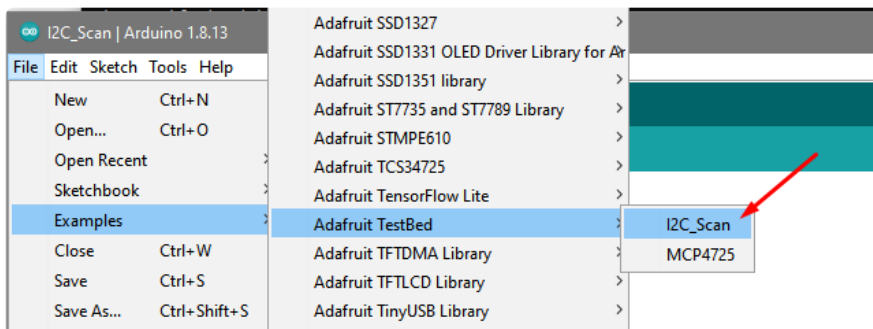 I2C_Scan | Arduino 1.8.13
File Edit Sketch Tools Help
New Ctrl+N
Open... Ctrl+O
Open Recent
Sketchbook
Examples
Close Ctrl+W
Save Ctrl+S
Save As... Ctrl+Shift+S
Adafruit SSD1327
Adafruit SSD1331 OLED Driver Library for Ar
Adafruit SSD1351 library
Adafruit ST7735 and ST7789 Library
Adafruit STMPE610
Adafruit TCS34725
Adafruit TensorFlow Lite
Adafruit TestBed
Adafruit TFTDMA Library
Adafruit TFTLCD Library
Adafruit TinyUSB Library
I2C_Scan
MCP4725